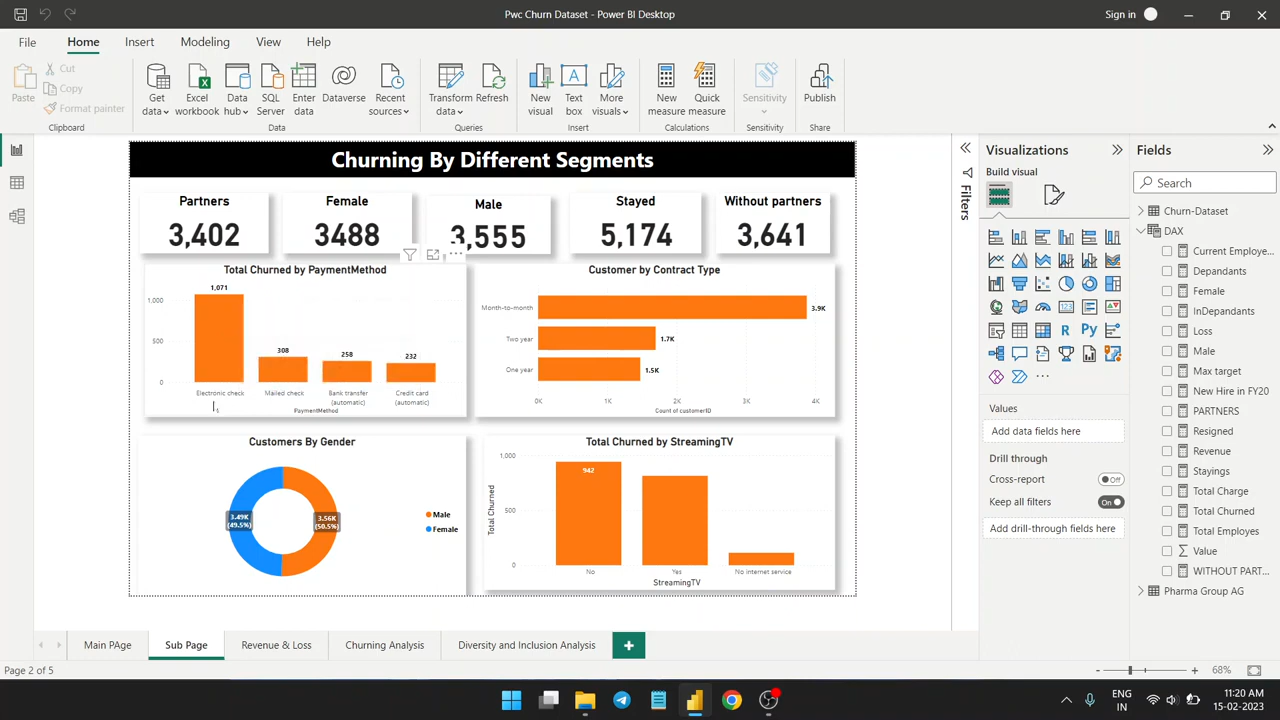 Pwc Churn Dataset - Power BI Desktop
Sign in
File Home Insert Modeling View Help
Paste
Cut
Copy
Format painter
Clipboard
Get data
Excel workbook
Data hub
SQL Server
Enter data
Dataverse
Recent sources
Data
Transform data
Refresh
Queries
New visual
Text box
More visuals
Insert
New measure
Quick measure
Calculations
Sensitivity
Sensitivity
Publish
Share
Churning By Different Segments
Partners
3,402
Female
3488
Male
3,555
Stayed
5,174
Without partners
3,641
Total Churned by PaymentMethod
1,000
500
0
1,071
308
258
232
Electronic check
Mailed check
Bank transfer (automatic)
Credit card (automatic)
PaymentMethod
Customer by Contract Type
Month-to-month
3.9K
Two year
1.7K
One year
1.5K
0K 1K 2K 3K 4K
Count of customerID
Customers By Gender
3.49K
(49.5%)
3.56K
(50.5%)
Male
Female
Total Churned by StreamingTV
Total Churned
1,000
500
0
942
No
Yes
No internet service
StreamingTV
Filters
Visualizations
Build visual
R
Py
123
Values
Add data fields here
Drill through
Cross-report
Off
Keep all filters
On
Add drill-through fields here
Fields
Search
Churn-Dataset
DAX
Current Employe...
Depandants
Female
InDepandants
Loss
Male
Max target
New Hire in FY20
PARTNERS
Resigned
Revenue
Stayings
Total Charge
Total Churned
Total Employes
Value
WITHOUT PART...
Pharma Group AG
Main PAge
Sub Page
Revenue & Loss
Churning Analysis
Diversity and Inclusion Analysis
Page 2 of 5
68%
ENG
IN
11:20 AM
15-02-2023